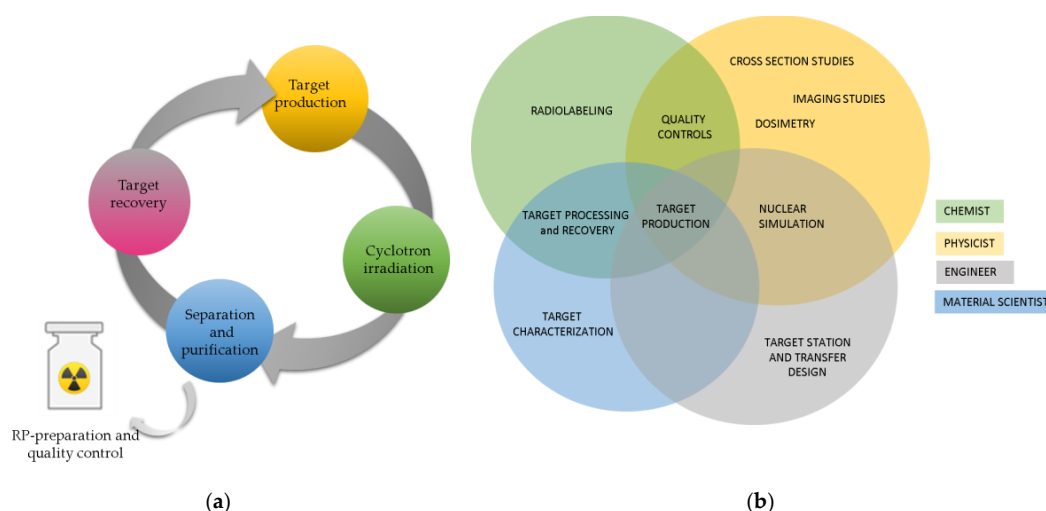 Target
production
Target
recovery
Cyclotron
irradiation
Separation
and
purification
RP-preparation and
quality control
(a)
CROSS SECTION STUDIES
IMAGING STUDIES
RADIOLABELING
QUALITY
CONTROLS
DOSIMETRY
TARGET PROCESSING
and RECOVERY
TARGET
PRODUCTION
NUCLEAR
SIMULATION
TARGET
CHARACTERIZATION
TARGET STATION
AND TRANSFER
DESIGN
CHEMIST
PHYSICIST
ENGINEER
MATERIAL SCIENTIST
(b)